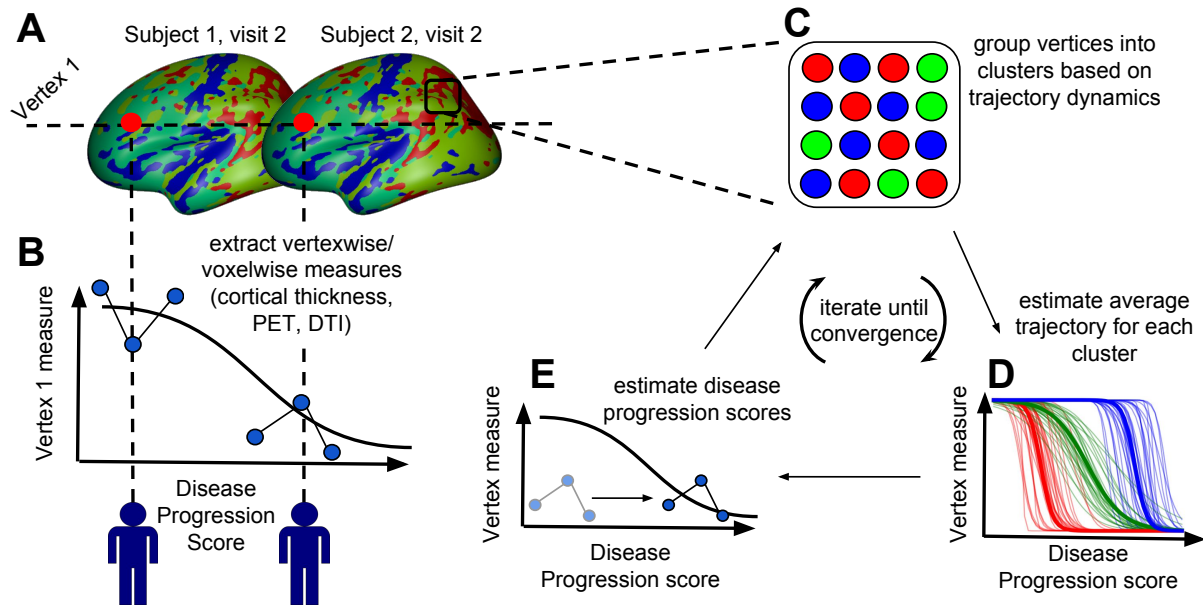 A
Subject 1, visit 2
Subject 2, visit 2
Vertex 1
B
extract vertexwise/
voxelwise measures
(cortical thickness,
PET, DTI)
Vertex 1 measure
Disease
Progression
Score
C
group vertices into
clusters based on
trajectory dynamics
iterate until
convergence
estimate average
trajectory for each
cluster
D
Vertex measure
Disease
Progression score
E
estimate disease
progression scores
Vertex measure
Disease
Progression score